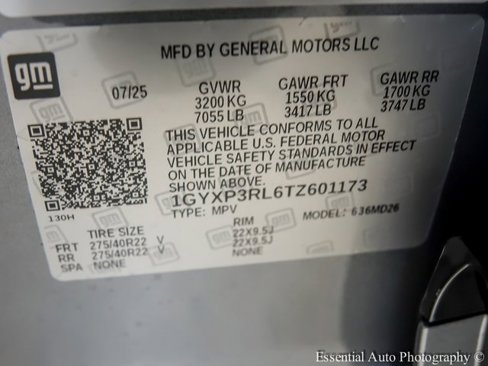 gm
MFD BY GENERAL MOTORS LLC
07/25 GVWR GAWR FRT GAWR RR
3200 KG 1550 KG 1700 KG
7055 LB 3417 LB 3747 LB
THIS VEHICLE CONFORMS TO ALL
APPLICABLE U.S. FEDERAL MOTOR
VEHICLE SAFETY STANDARDS IN EFFECT
ON THE DATE OF MANUFACTURE
SHOWN ABOVE.
1GYXP3RL6TZ601173
130H TYPE: MPV MODEL: 636MD26
TIRE SIZE RIM
FRT 275/40R22 V 22X9.5J
RR 275/40R22 V 22X9.5J
SPA NONE NONE
Essential Auto Photography ©